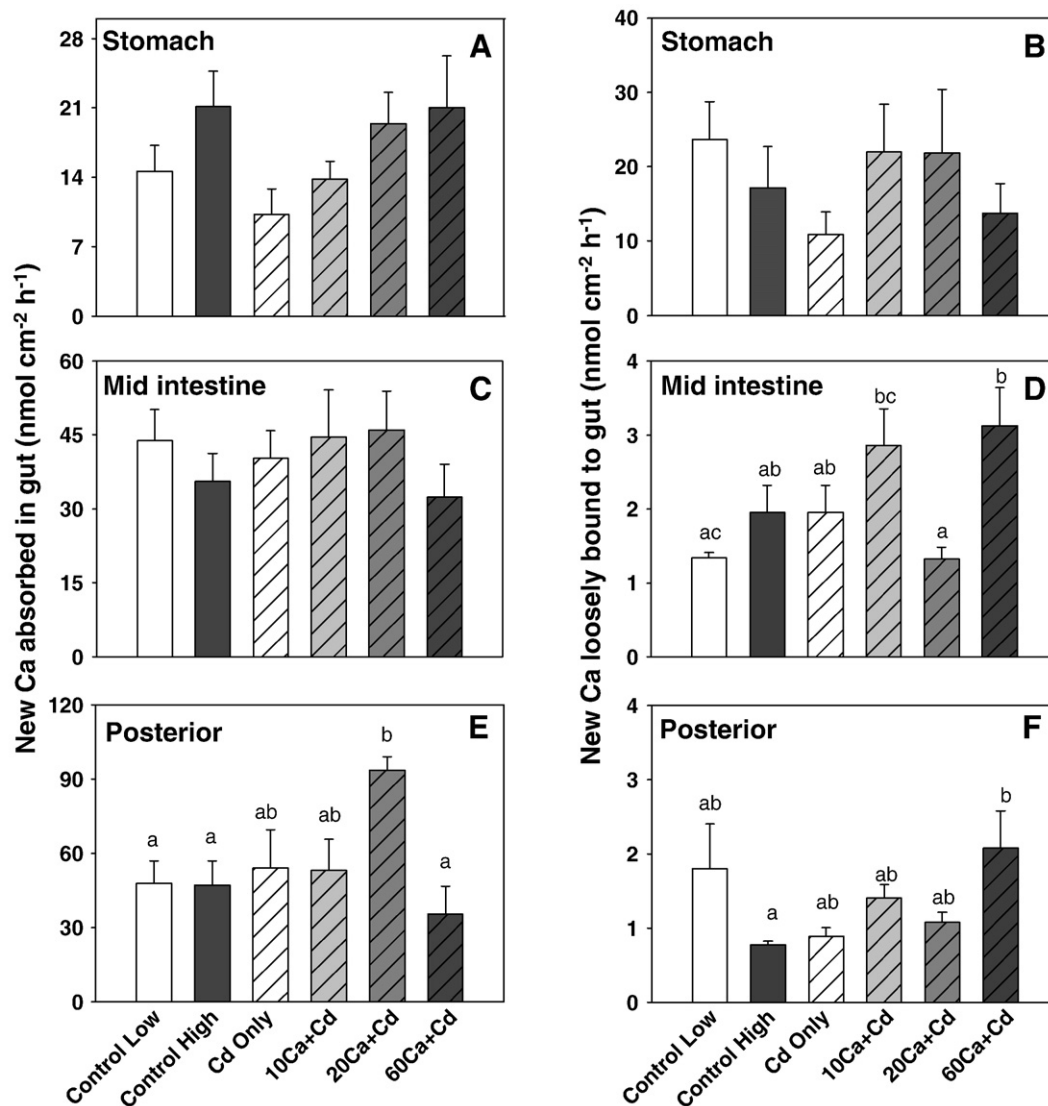 New Ca absorbed in gut (nmol cm⁻² h⁻¹)
Stomach A
28
21
14
7
0
Mid intestine C
60
45
30
15
0
Posterior E
120
90
60
30
0
a
a
ab
ab
b
a
Control Low
Control High
Cd Only
10Ca+Cd
20Ca+Cd
60Ca+Cd
New Ca loosely bound to gut (nmol cm⁻² h⁻¹)
Stomach B
40
30
20
10
0
Mid intestine D
4
3
2
1
0
ac
ab
ab
bc
a
b
Posterior F
4
3
2
1
0
ab
a
ab
ab
ab
b
Control Low
Control High
Cd Only
10Ca+Cd
20Ca+Cd
60Ca+Cd